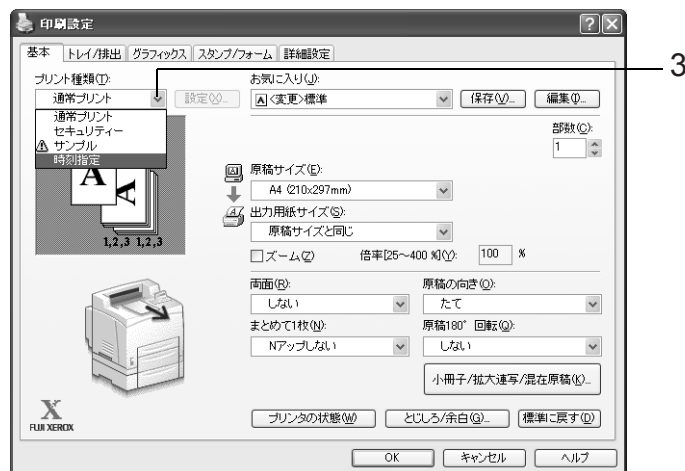 印刷設定
基本 トレイ/排出 グラフィックス スタンプ/フォーム 詳細設定
3
プリント種類(T): お気に入り(J):
通常プリント 設定(X)... <変更>標準 保存(V)... 編集(I)...
通常プリント
セキュリティー
サンプル
時刻指定
部数(C):
1
原稿サイズ(E):
A4 (210x297mm)
出力用紙サイズ(S):
原稿サイズと同じ
1,2,3 1,2,3
ズーム(Z) 倍率[25～400 %](Y): 100 %
両面(R): 原稿の向き(O):
しない たて
まとめて1枚(N): 原稿180°回転(Q):
Nアップしない しない
小冊子/拡大連写/混在原稿(K)...
FUJI XEROX
プリンタの状態(W) とじしろ/余白(G)... 標準に戻す(D)
OK キャンセル ヘルプ